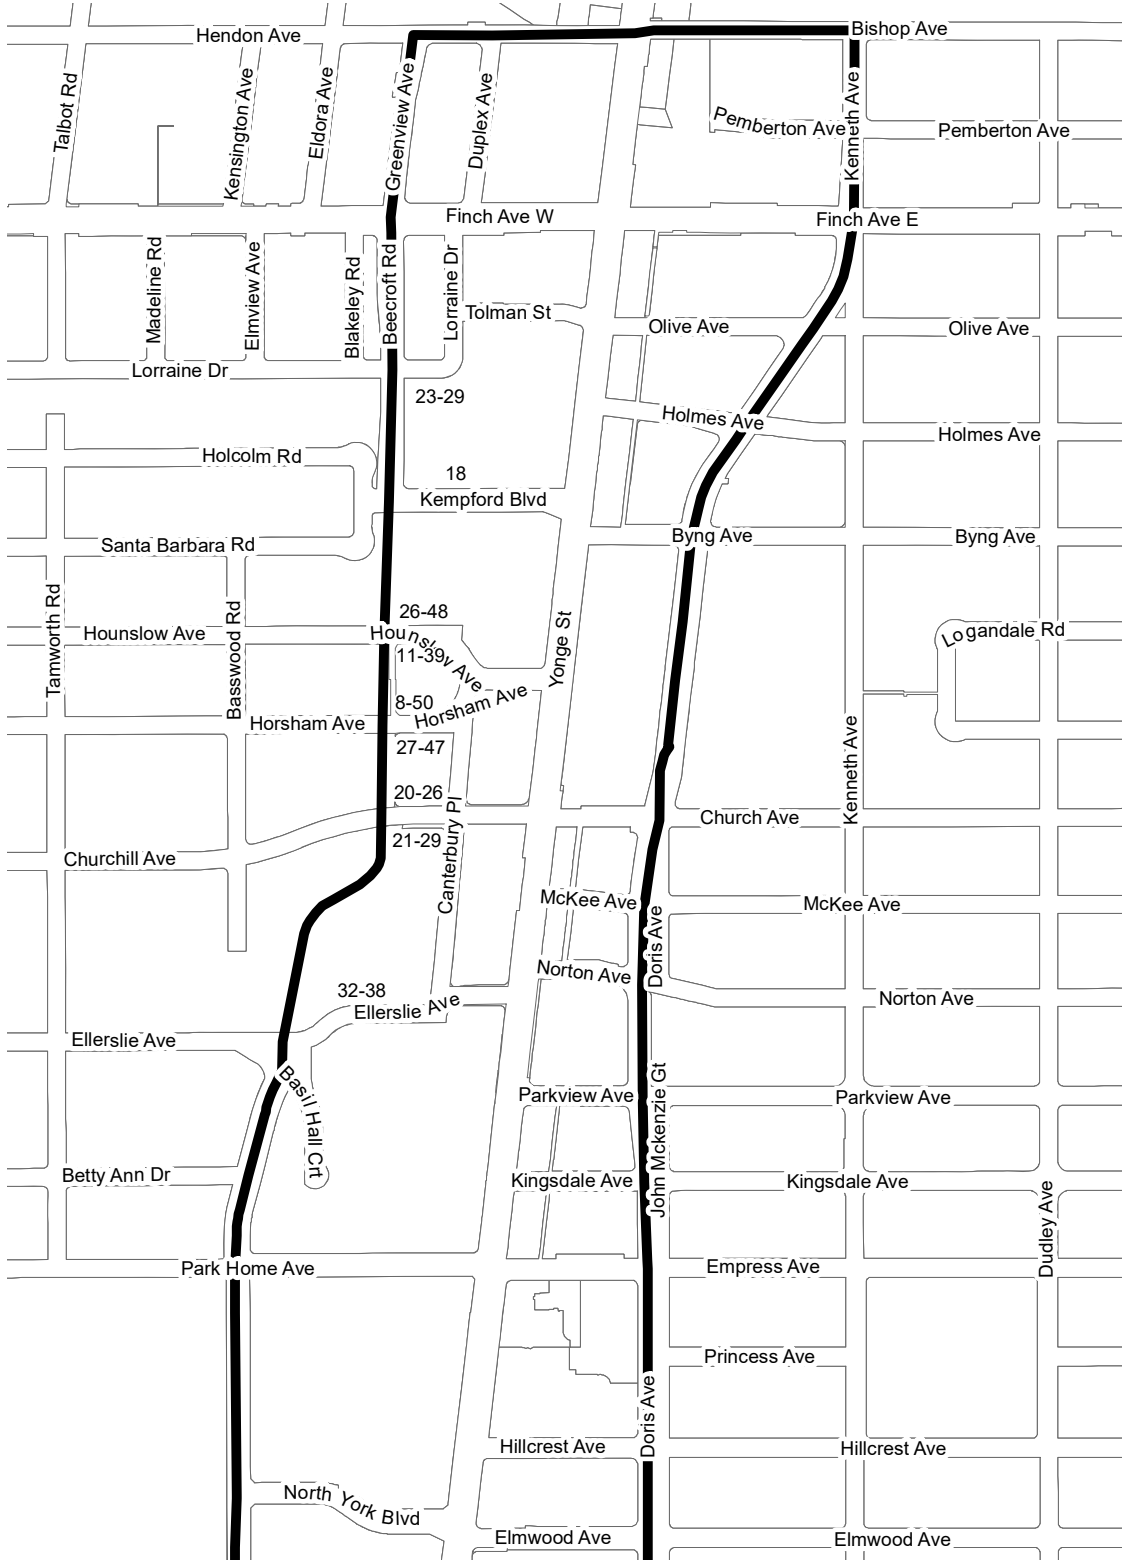 Hendon Ave
Bishop Ave
Talbot Rd
Kensington Ave
Eldora Ave
Greenview Ave
Duplex Ave
Pemberton Ave
Kenneth Ave
Pemberton Ave
Finch Ave W
Finch Ave E
Madeline Rd
Elmview Ave
Blakeley Rd
Beecroft Rd
Lorraine Dr
Tolman St
Olive Ave
Olive Ave
Lorraine Dr
23-29
Holmes Ave
Holmes Ave
Holcolm Rd
18
Kempford Blvd
Santa Barbara Rd
Byng Ave
Byng Ave
Tamworth Rd
Hounslow Ave
Basswood Rd
26-48
Hounslow Ave
11-39
Yonge St
Logandale Rd
8-50
Horsham Ave
Horsham Ave
27-47
Kenneth Ave
20-26
Canterbury Pl
Church Ave
21-29
Churchill Ave
McKee Ave
McKee Ave
Doris Ave
Norton Ave
Norton Ave
32-38
Ellerslie Ave
Ellerslie Ave
Basil Hall Crt
Parkview Ave
John Mckenzie Gt
Parkview Ave
Betty Ann Dr
Kingsdale Ave
Kingsdale Ave
Dudley Ave
Park Home Ave
Empress Ave
Princess Ave
Doris Ave
Hillcrest Ave
Hillcrest Ave
North York Blvd
Elmwood Ave
Elmwood Ave